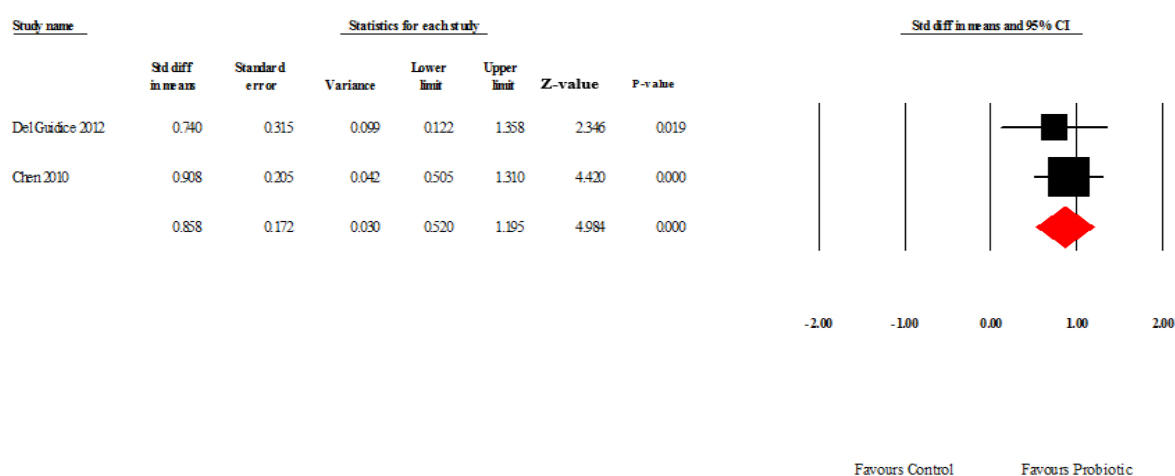 Study name Statistics for each study Std diff in means and 95% CI
Std diff Standard Lower Upper
in means error Variance limit limit Z-value P-value
Del Guidice 2012 0.740 0.315 0.099 0.122 1.358 2.346 0.019
Chen 2010 0.908 0.205 0.042 0.505 1.310 4.420 0.000
0.858 0.172 0.030 0.520 1.195 4.984 0.000
-2.00 -1.00 0.00 1.00 2.00
Favours Control Favours Probiotic